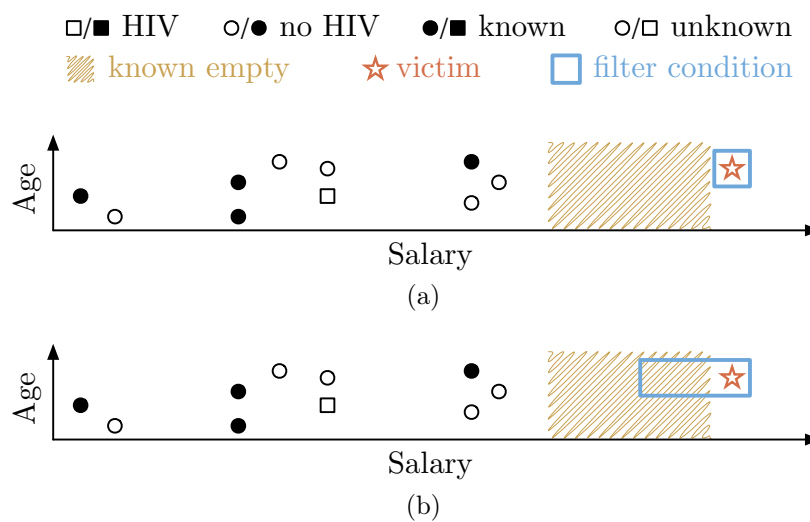 □/■ HIV ○/● no HIV ●/■ known ○/□ unknown
known empty victim filter condition
Age
Salary
(a)
Age
Salary
(b)